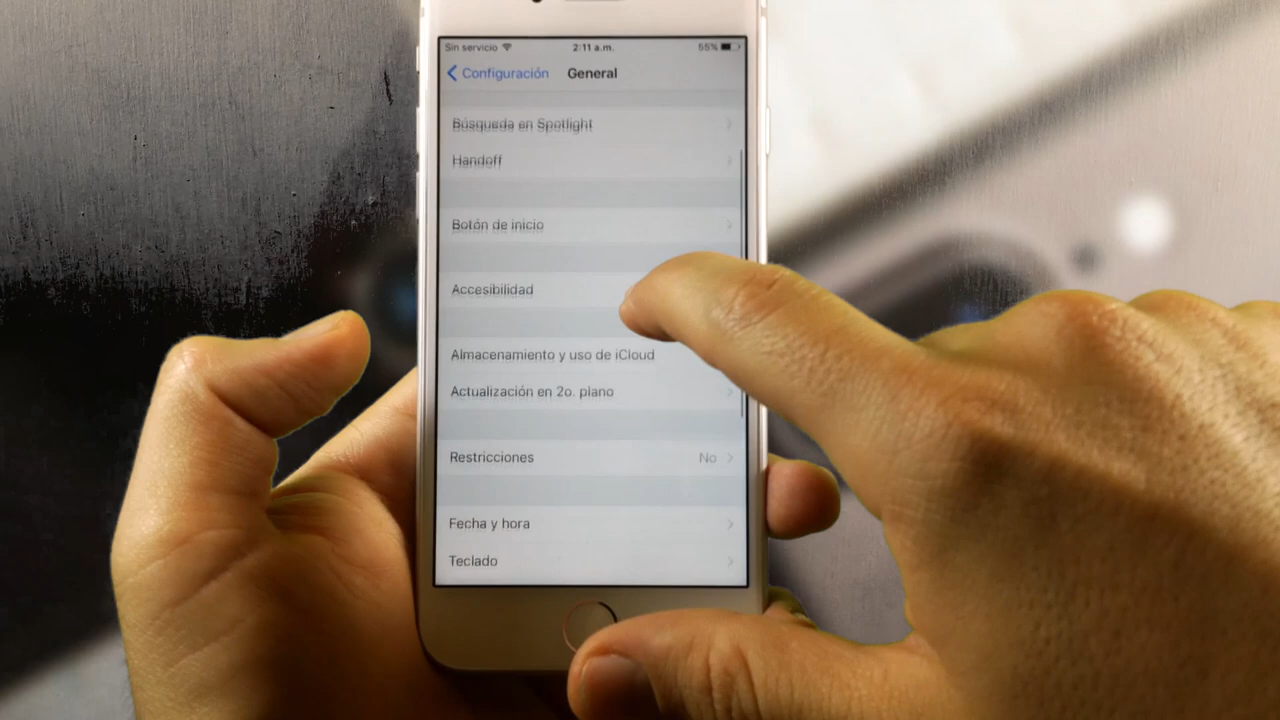 Sin servicio 2:11 a.m. 55%
Configuración General
Búsqueda en Spotlight
Handoff
Botón de inicio
Accesibilidad
Almacenamiento y uso de iCloud
Actualización en 2o. plano
Restricciones No
Fecha y hora
Teclado